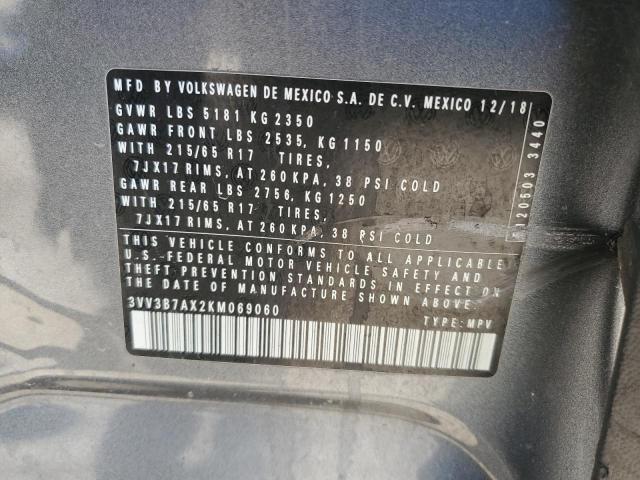 MFD BY VOLKSWAGEN DE MEXICO S.A. DE C.V. MEXICO 12/18
GVWR LBS 5181 KG 2350
GAWR FRONT LBS 2535, KG 1150
WITH 215/65 R17 TIRES,
7JX17 RIMS, AT 260 KPA, 38 PSI COLD
GAWR REAR LBS 2756, KG 1250
WITH 215/65 R17 TIRES,
7JX17 RIMS, AT 260 KPA, 38 PSI COLD
THIS VEHICLE CONFORMS TO ALL APPLICABLE
U.S.-FEDERAL MOTOR VEHICLE SAFETY AND
THEFT PREVENTION STANDARDS IN EFFECT ON
THE DATE OF MANUFACTURE SHOWN ABOVE.
3VV3B7AX2KM069060
TYPE: MPV
3440